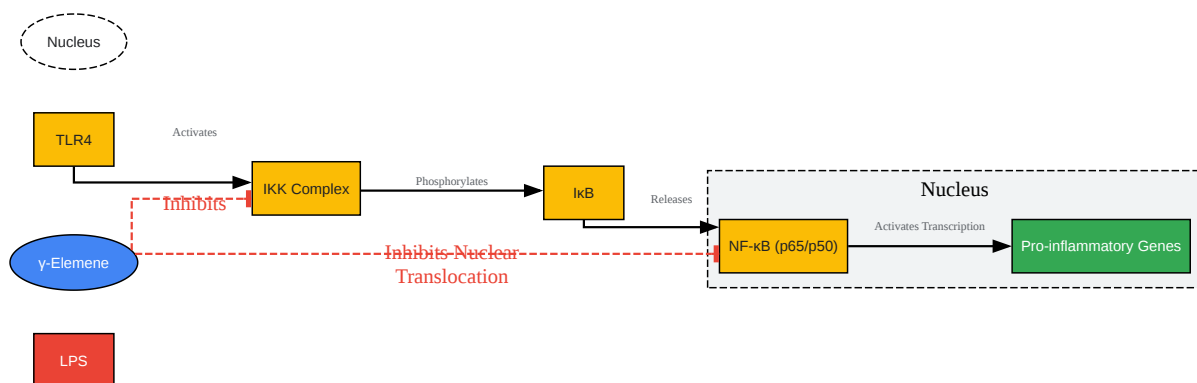 Nucleus
TLR4
Activates
IKK Complex
Inhibits
Phosphorylates
IκB
Releases
Nucleus
NF-κB (p65/p50)
Activates Transcription
Pro-inflammatory Genes
γ-Elemene
Inhibits Nuclear
Translocation
LPS